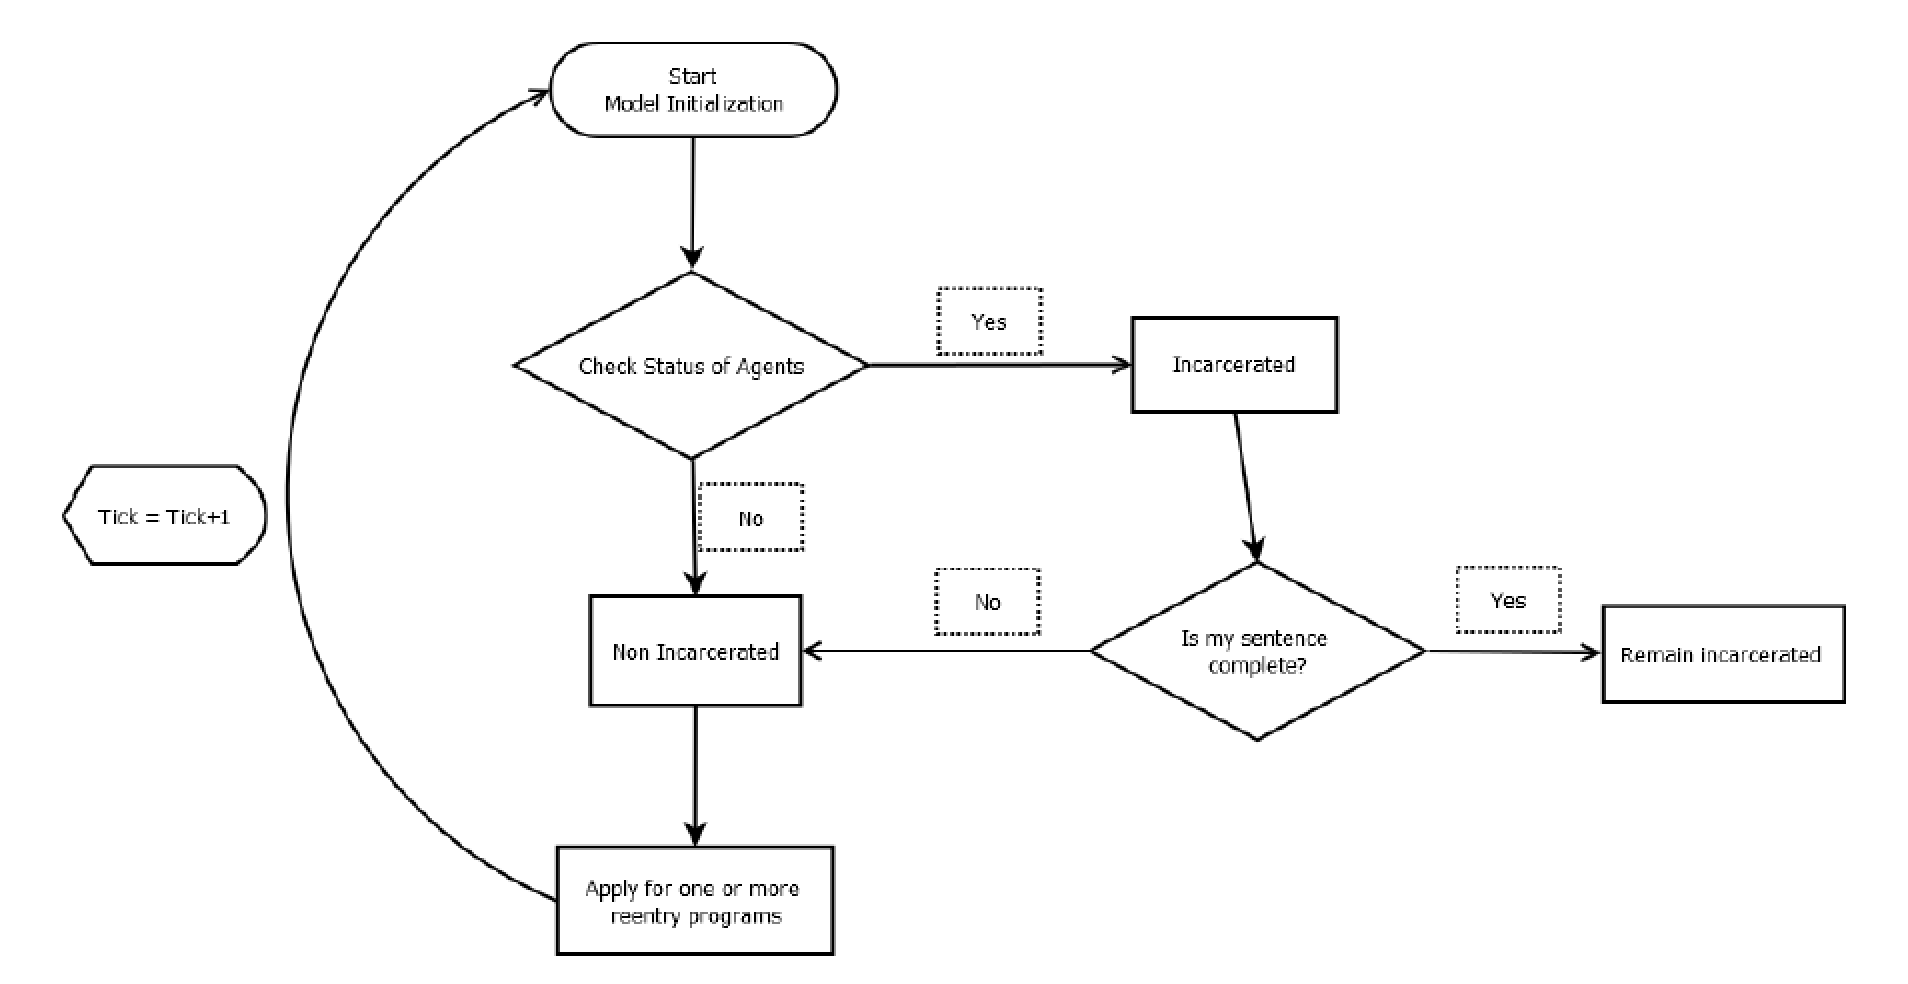 Start
Model Initialization
Check Status of Agents
Yes
Incarcerated
Tick = Tick+1
No
Non Incarcerated
No
Is my sentence
complete?
Yes
Remain incarcerated
Apply for one or more
reentry programs